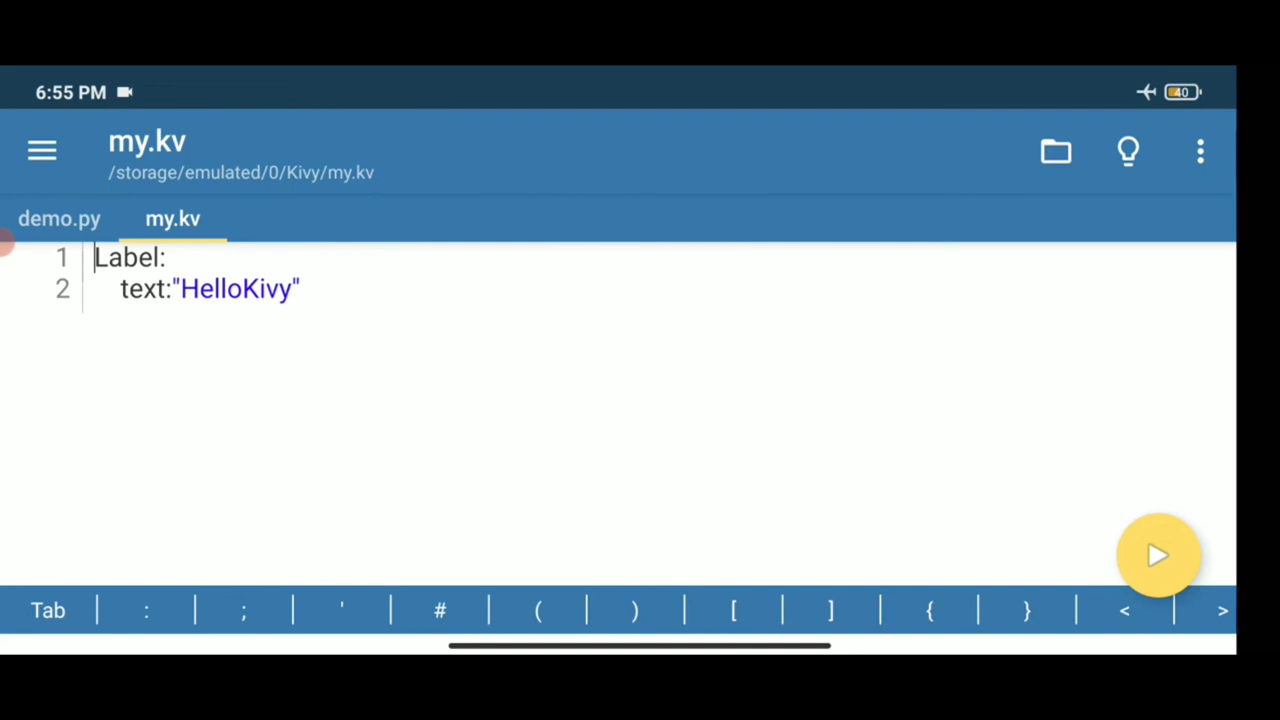 6:55 PM
40
my.kv
/storage/emulated/0/Kivy/my.kv
demo.py my.kv
1 Label:
2 text:"HelloKivy"
Tab : ; ' # ( ) [ ] { } < >